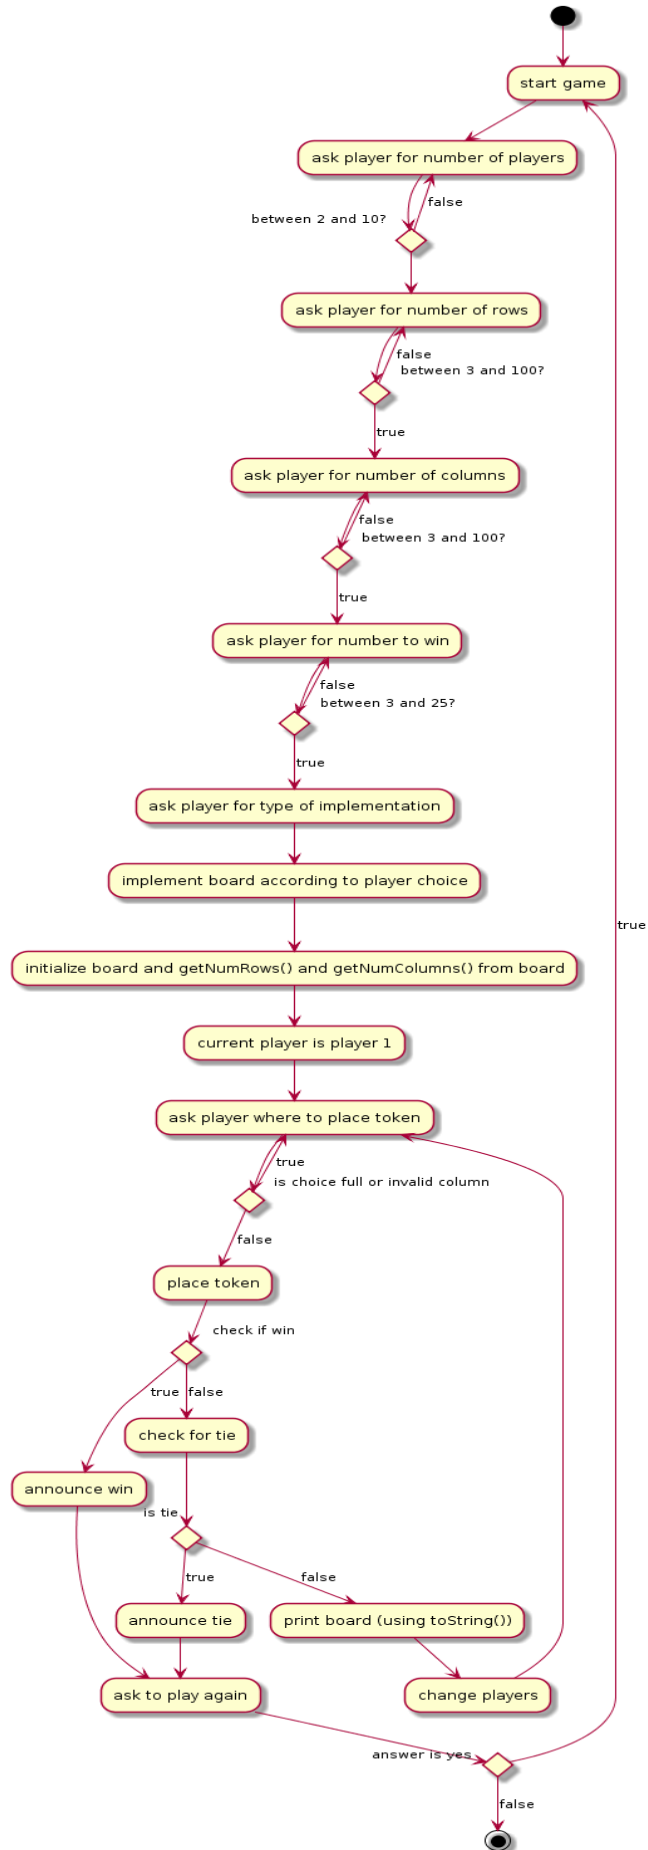 start game
ask player for number of players
false
between 2 and 10?
ask player for number of rows
false
between 3 and 100?
true
ask player for number of columns
false
between 3 and 100?
true
ask player for number to win
false
between 3 and 25?
true
ask player for type of implementation
implement board according to player choice
true
initialize board and getNumRows() and getNumColumns() from board
current player is player 1
ask player where to place token
true
is choice full or invalid column
false
place token
check if win
true
false
check for tie
announce win
is tie
true
false
announce tie
print board (using toString())
ask to play again
change players
answer is yes
false